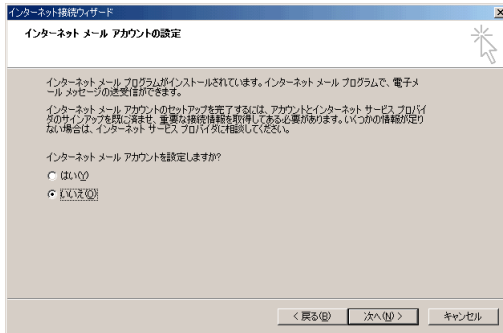 インターネット接続ウィザード
インターネット メール アカウントの設定
インターネット メール プログラムがインストールされています。インターネット メール プログラムで、電子メ
ール メッセージの送受信ができます。
インターネット メール アカウントのセットアップを完了するには、アカウントとインターネット サービス プロバイ
ダのサインアップを既に済ませ、重要な接続情報を取得してある必要があります。いくつかの情報が足り
ない場合は、インターネット サービス プロバイダに相談してください。
インターネット メール アカウントを設定しますか?
はい(Y)
いいえ(O)
< 戻る(B)
次へ(N) >
キャンセル